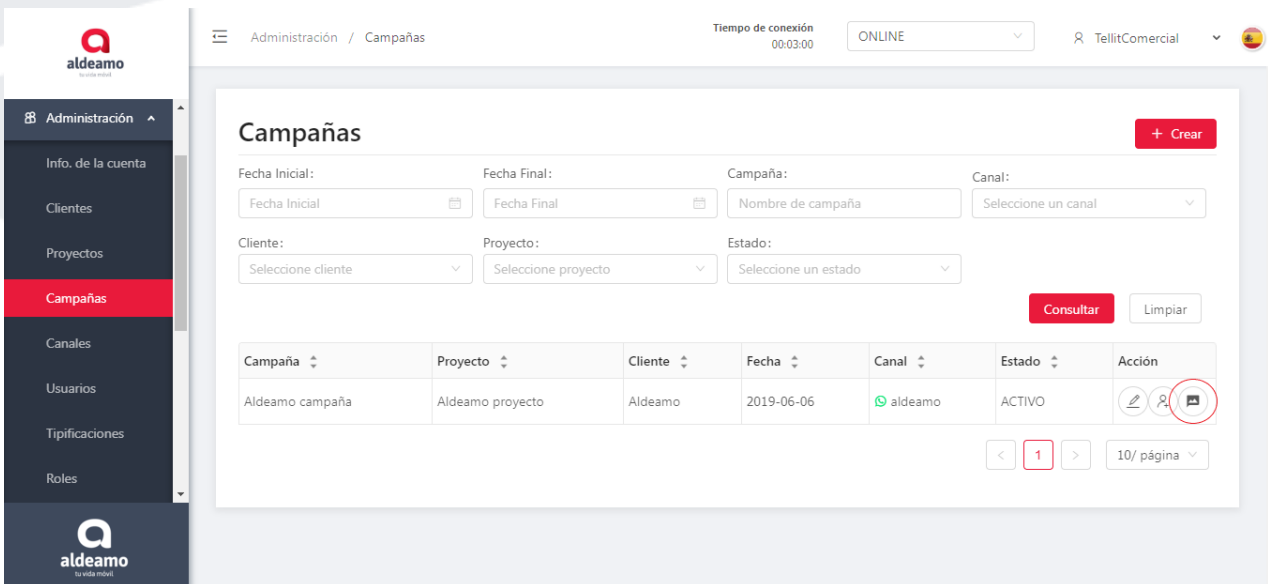 aldeamo
tu vida móvil
Administración / Campañas
Tiempo de conexión
00:03:00
ONLINE
TellitComercial
Administración
Info. de la cuenta
Clientes
Proyectos
Campañas
Canales
Usuarios
Tipificaciones
Roles
aldeamo
tu vida móvil
Campañas
+ Crear
Fecha Inicial:
Fecha Final:
Campaña:
Canal:
Fecha Inicial
Fecha Final
Nombre de campaña
Seleccione un canal
Cliente:
Proyecto:
Estado:
Seleccione cliente
Seleccione proyecto
Seleccione un estado
Consultar
Limpiar
Campaña Proyecto Cliente Fecha Canal Estado Acción
Aldeamo campaña Aldeamo proyecto Aldeamo 2019-06-06 aldeamo ACTIVO
< 1 > 10/ página